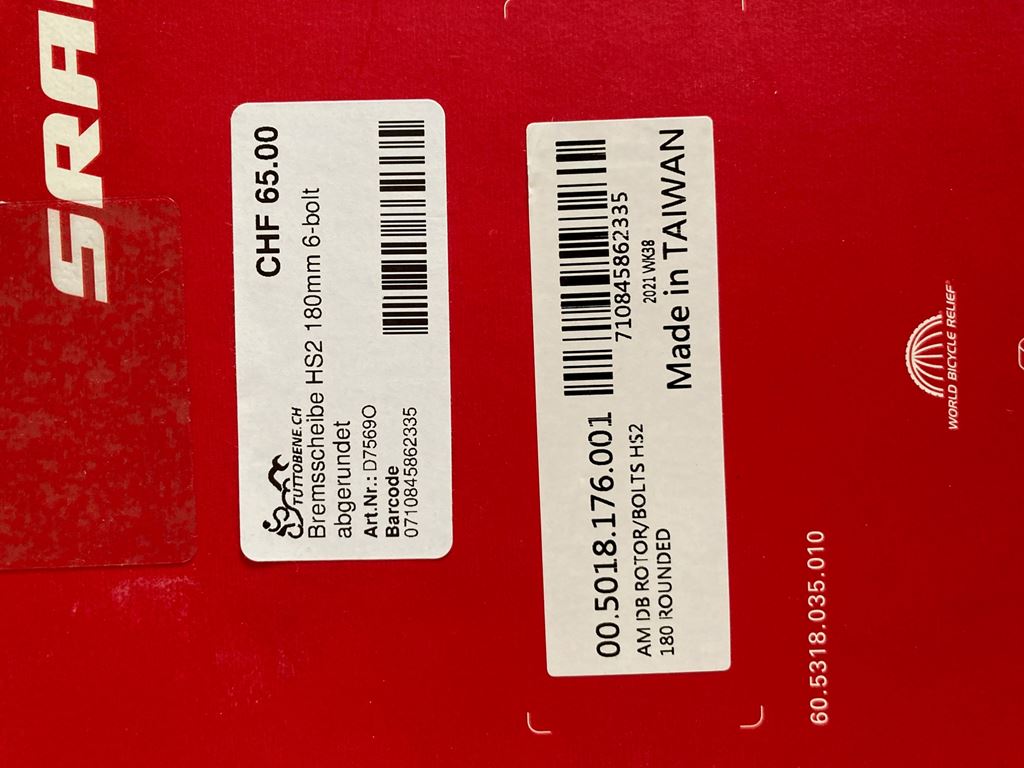 SRA
CHF 65.00
TUTTOBENE.CH
Bremsscheibe HS2 180mm 6-bolt
abgerundet
Art.Nr.: D7569O
Barcode
0710845862335
710845862335
2021 WK38
Made in TAIWAN
00.5018.176.001
AM DB ROTOR/BOLTS HS2
180 ROUNDED
60.5318.035.010
WORLD BICYCLE RELIEF